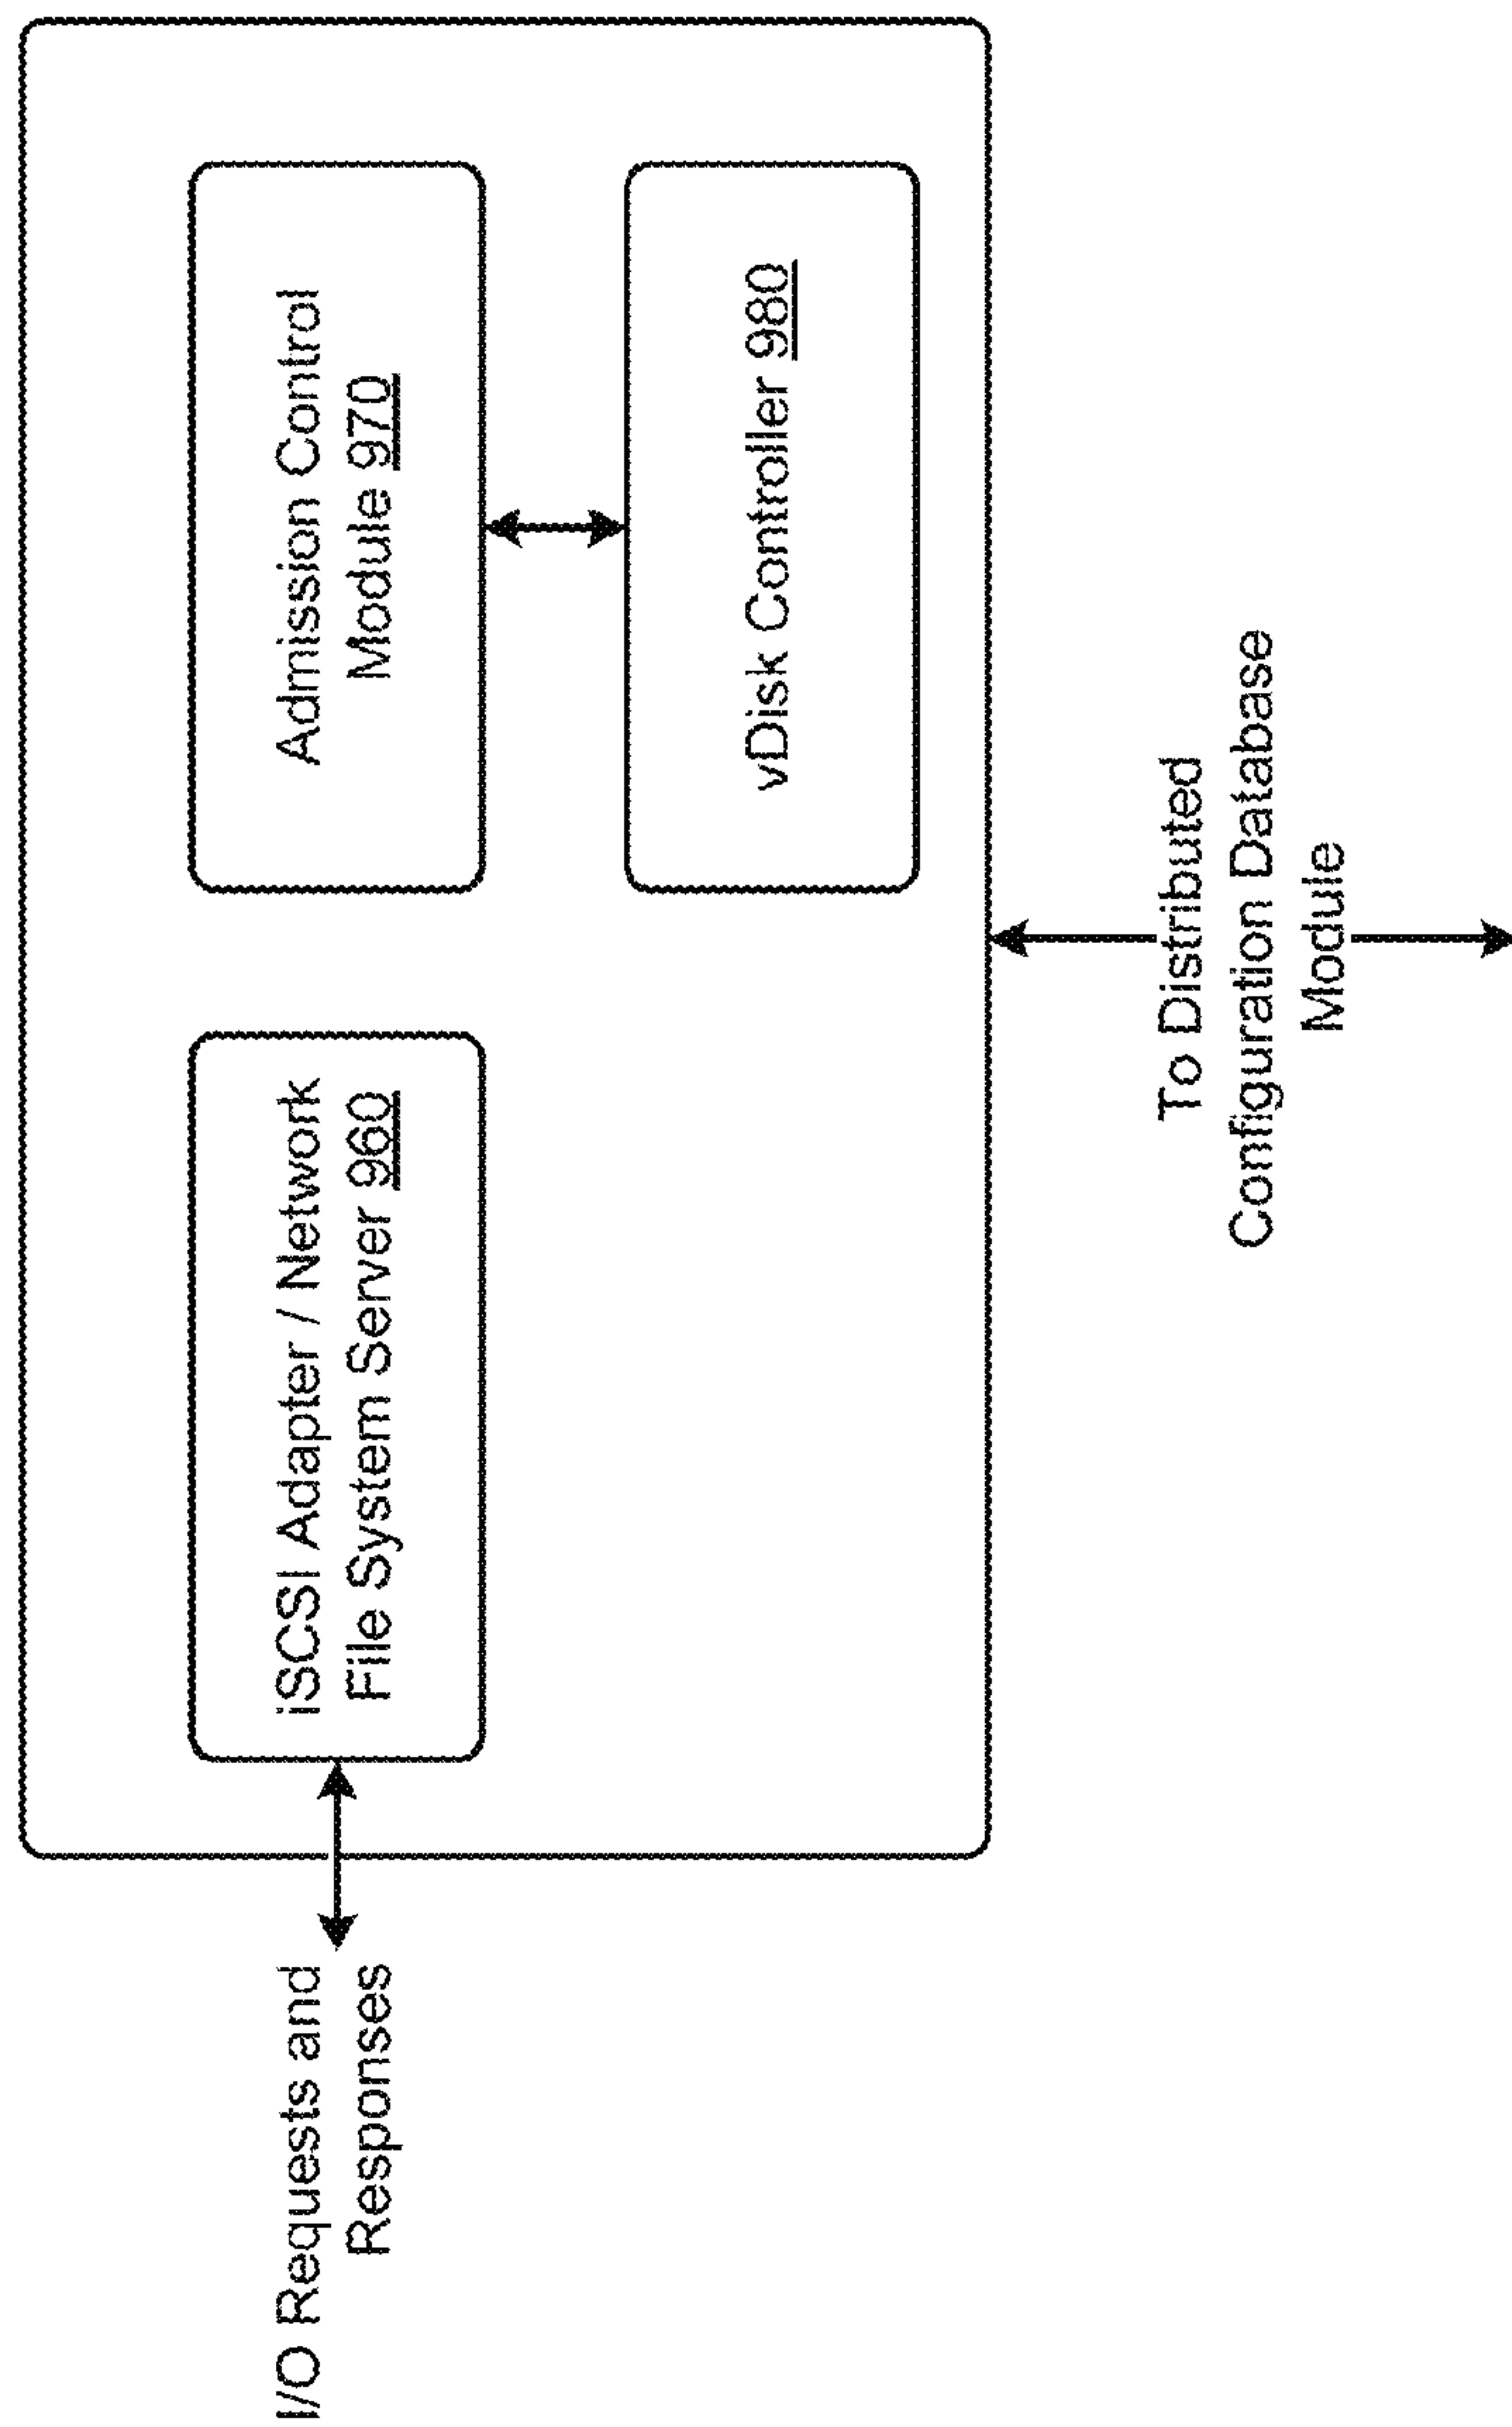 I/O Requests and
Responses
iSCSI Adapter / Network
File System Server 960
Admission Control
Module 970
vDisk Controller 980
To Distributed
Configuration Database
Module